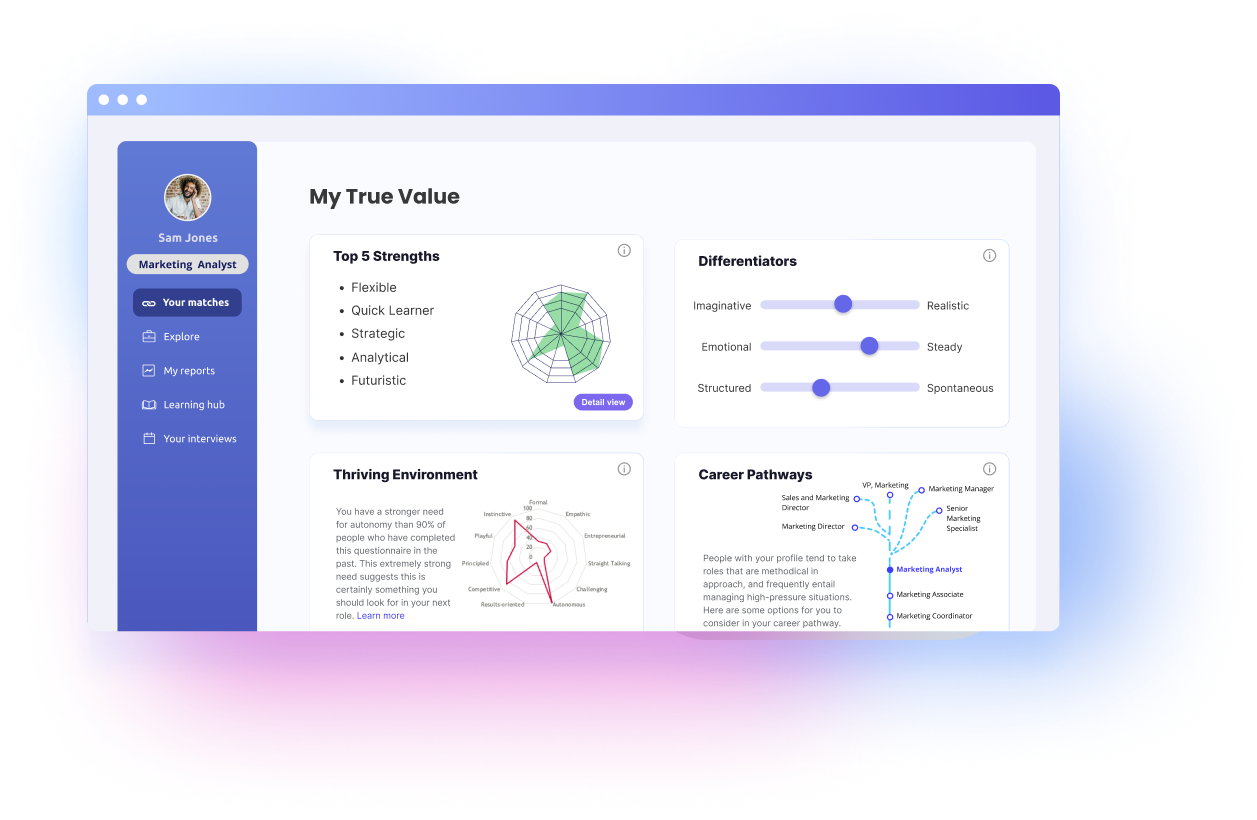 Sam Jones
Marketing Analyst
Your matches
Explore
My reports
Learning hub
Your interviews
My True Value
Top 5 Strengths
• Flexible
• Quick Learner
• Strategic
• Analytical
• Futuristic
Detail view
Differentiators
Imaginative Realistic
Emotional Steady
Structured Spontaneous
Thriving Environment
You have a stronger need
for autonomy than 90% of
people who have completed
this questionnaire in the
past. This extremely strong
need suggests this is
certainly something you
should look for in your next
role. Learn more
Formal
100
Instinctive 80 Empathic
60
Playful 40 Entrepreneurial
20
0
Principled Straight Talking
Competitive Challenging
Results-oriented Autonomous
Career Pathways
VP, Marketing
Marketing Manager
Sales and Marketing
Director
Senior
Marketing
Specialist
Marketing Director
People with your profile tend to take
roles that are methodical in
approach, and frequently entail
managing high-pressure situations.
Here are some options for you to
consider in your career pathway.
Marketing Analyst
Marketing Associate
Marketing Coordinator